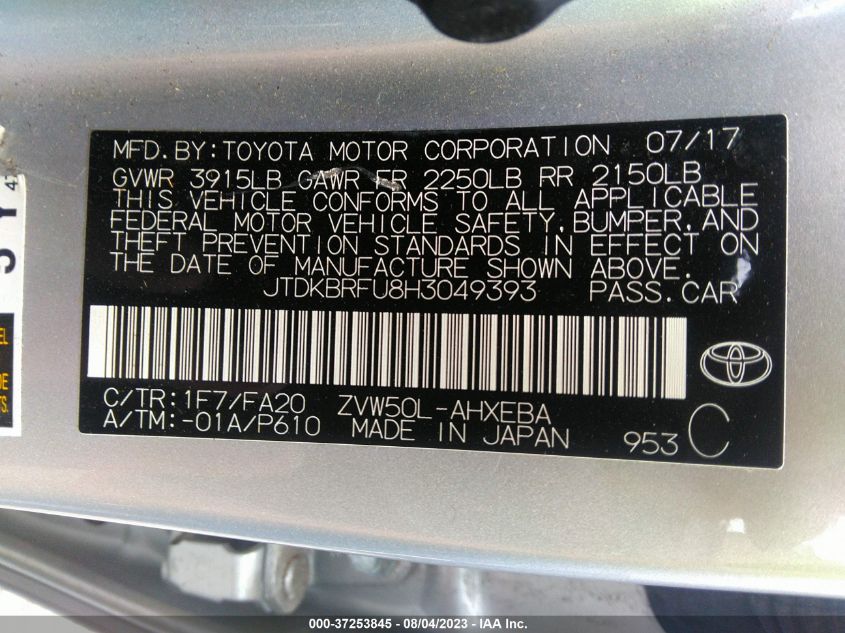 MFD.BY:TOYOTA MOTOR CORPORATION 07/17
GVWR 3915LB GAWR FR 2250LB RR 2150LB
THIS VEHICLE CONFORMS TO ALL APPLICABLE
FEDERAL MOTOR VEHICLE SAFETY,BUMPER,AND
THEFT PREVENTION STANDARDS IN EFFECT ON
THE DATE OF MANUFACTURE SHOWN ABOVE.
JTDKBRFU8H3049393 PASS.CAR
C/TR:1F7/FA20 ZVW50L-AHXEBA
A/TM:-01A/P610 MADE IN JAPAN 953 C
000-37253845 - 08/04/2023 - IAA Inc.